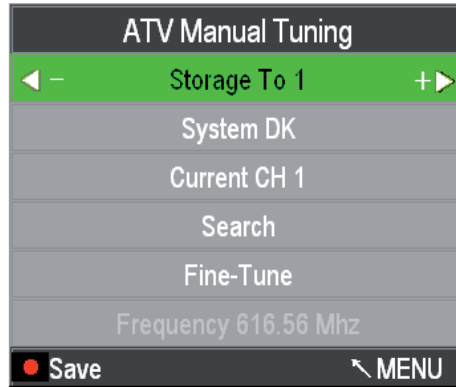 ATV Manual Tuning
− Storage To 1 +
System DK
Current CH 1
Search
Fine-Tune
Frequency 616.56 Mhz
Save MENU